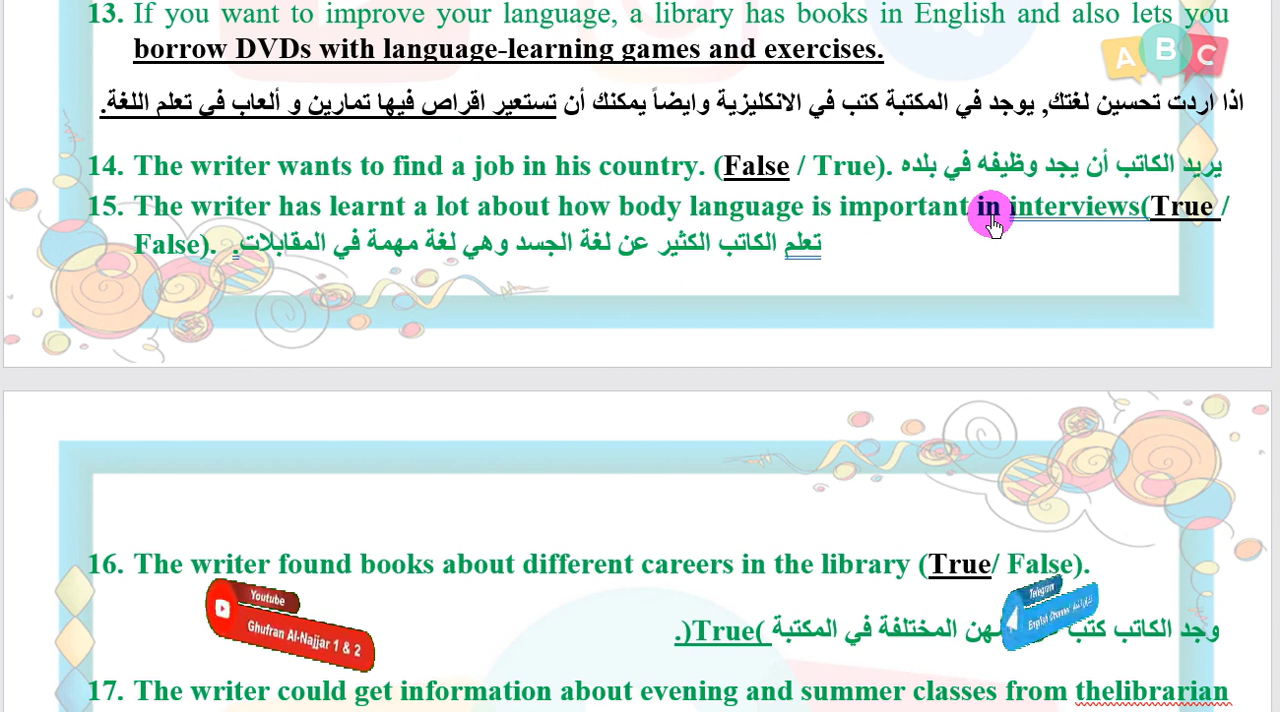 13. If you want to improve your language, a library has books in English and also lets you
borrow DVDs with language-learning games and exercises.
ABC
اذا اردت تحسين لغتك, يوجد في المكتبة كتب في الانكليزية وايضاً يمكنك أن تستعير اقراص فيها تمارين و ألعاب في تعلم اللغة.
14. The writer wants to find a job in his country. (False / True). يريد الكاتب أن يجد وظيفه في بلده
15. The writer has learnt a lot about how body language is important in interviews(True /
False). تعلم الكاتب الكثير عن لغة الجسد وهي لغة مهمة في المقابلات.
16. The writer found books about different careers in the library (True/ False).
Youtube
Ghufran Al-Najjar 1 & 2
Telegram
English Channel
وجد الكاتب كتب المختلفة في المكتبة )True(.
17. The writer could get information about evening and summer classes from thelibrarian